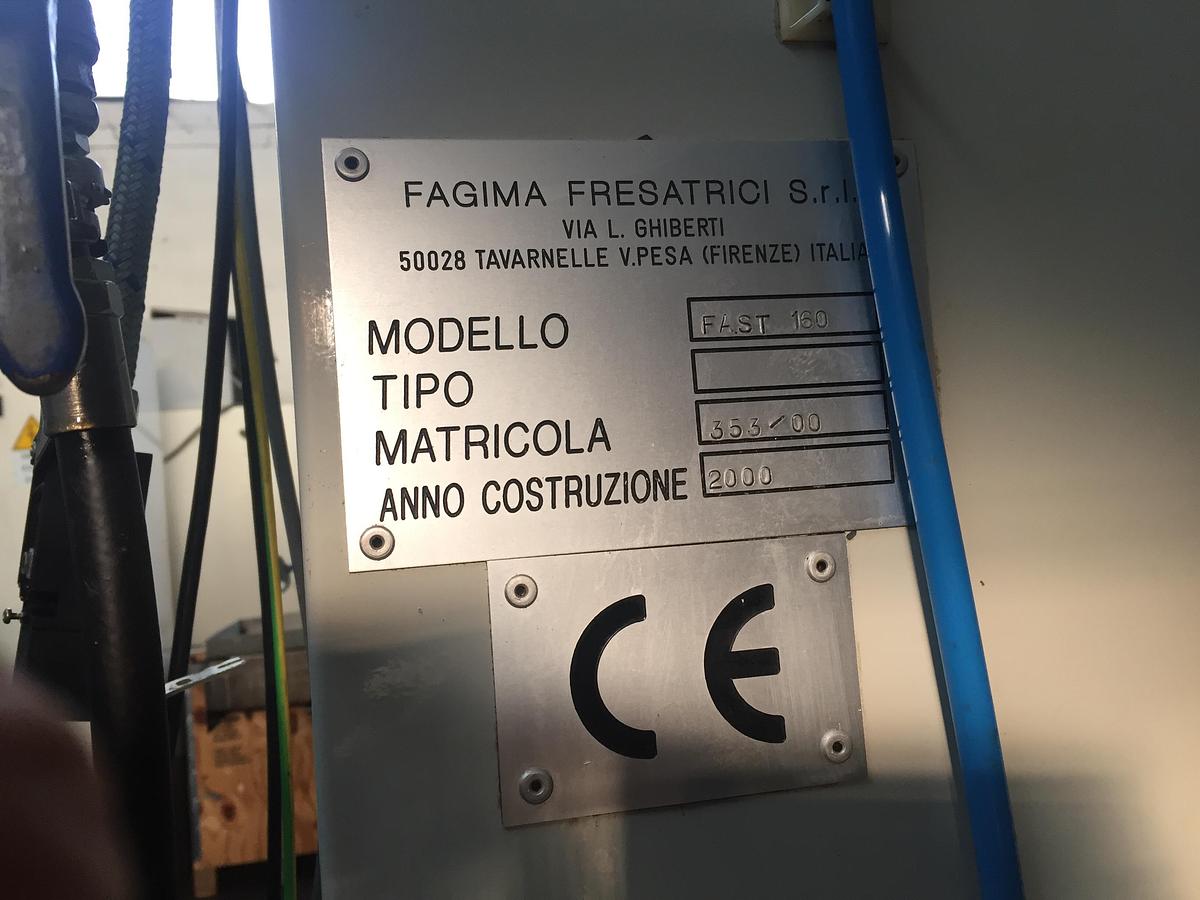 FAGIMA FRESATRICI S.r.l.
VIA L. GHIBERTI
50028 TAVARNELLE V.PESA (FIRENZE) ITALIA
MODELLO FAST 160
TIPO
MATRICOLA 353/00
ANNO COSTRUZIONE 2000
CE